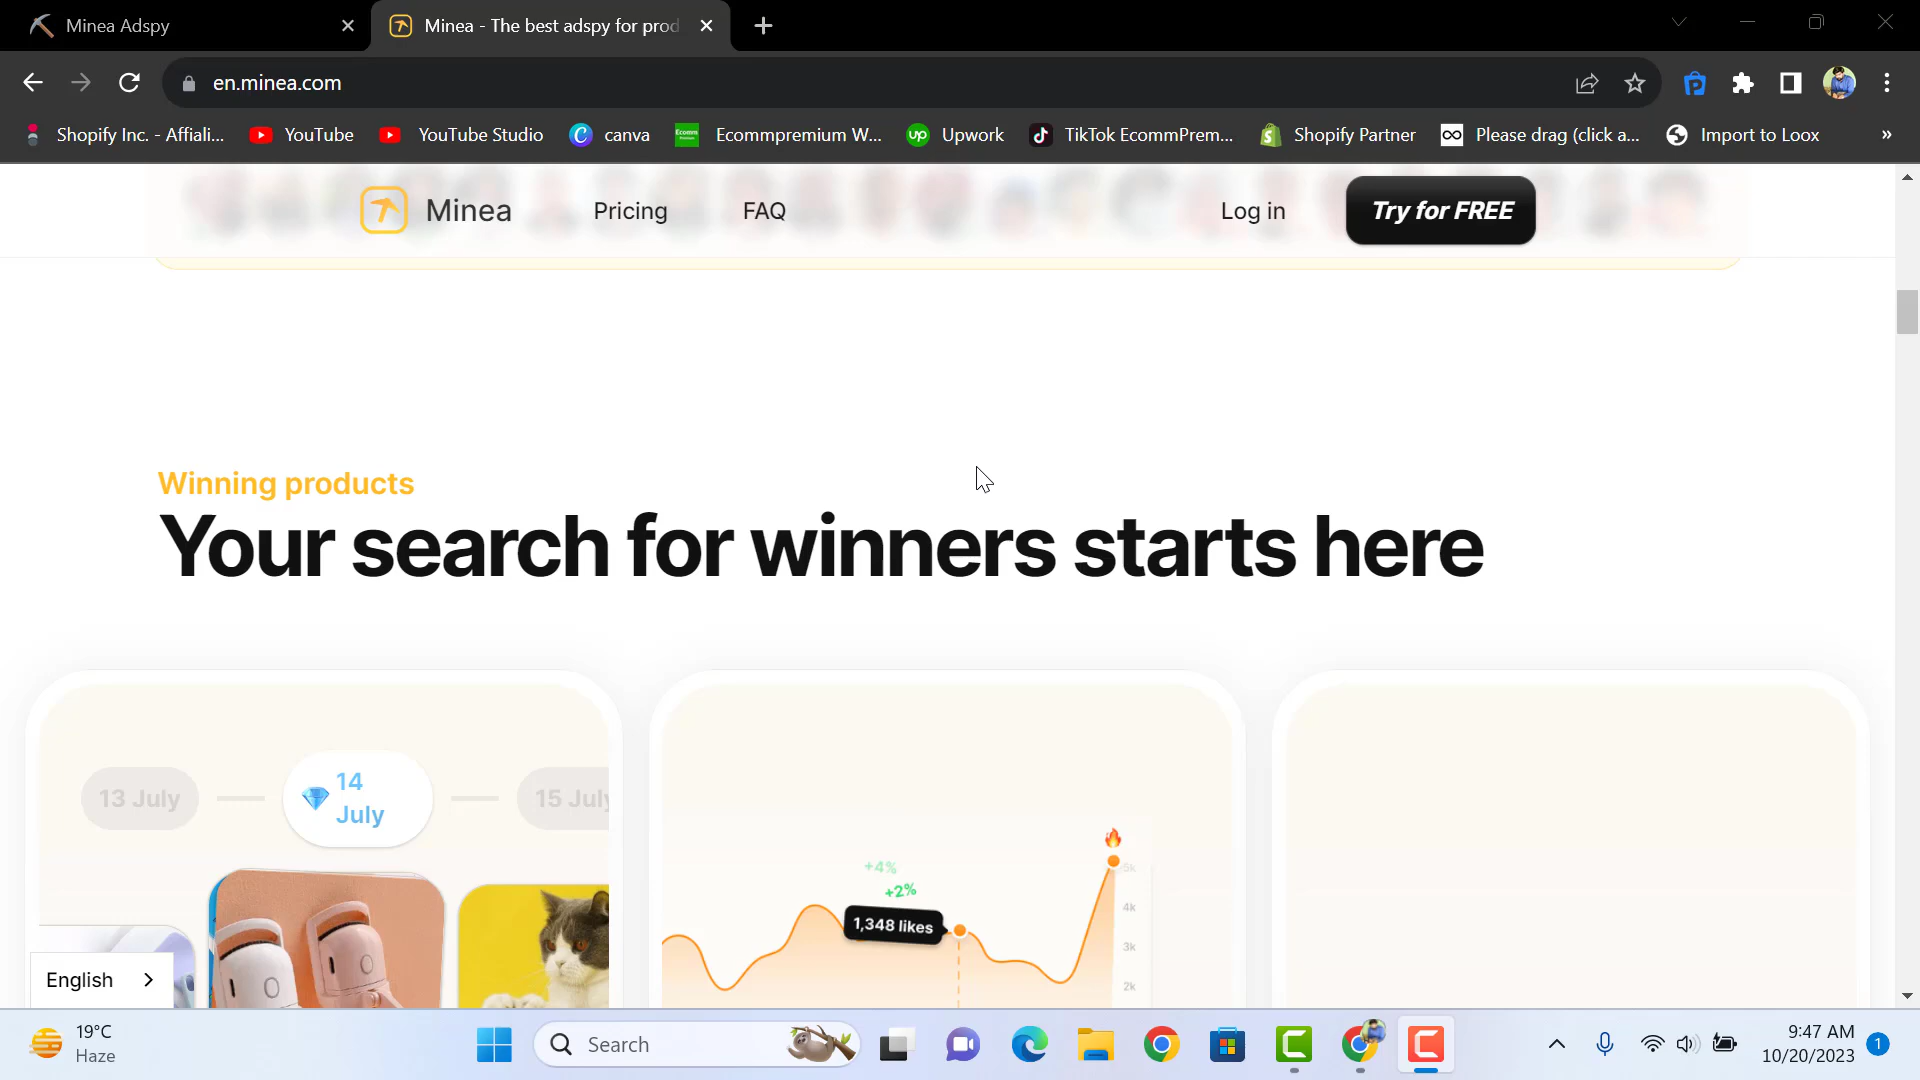 Minea Adspy
Minea - The best adspy for prod
en.minea.com
Shopify Inc. - Affiali...
YouTube
YouTube Studio
canva
Ecommpremium W...
Upwork
TikTok EcommPrem...
Shopify Partner
Please drag (click a...
Import to Loox
»
Minea
Pricing
FAQ
Log in
Try for FREE
Winning products
Your search for winners starts here
13 July
14
July
15 July
+4%
+2%
1,348 likes
5k
4k
3k
2k
English
19°C
Haze
Search
9:47 AM
10/20/2023
1